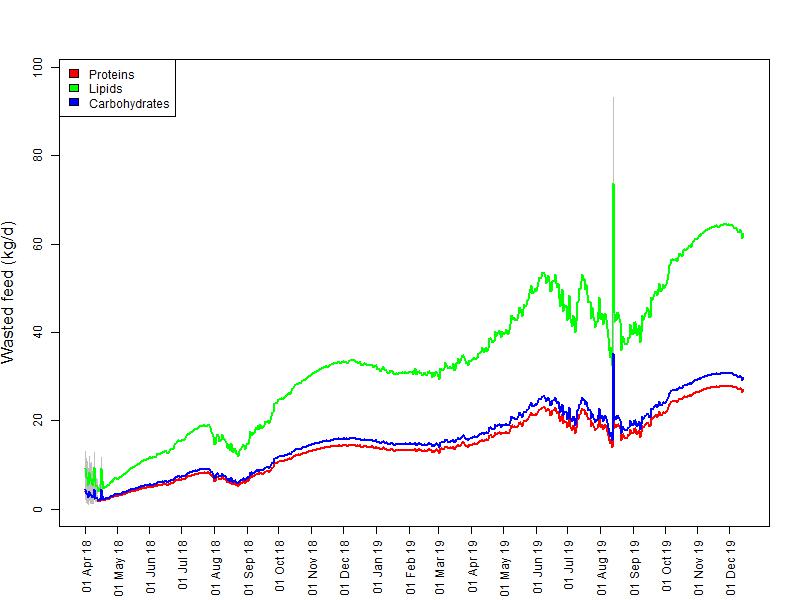 Proteins
Lipids
Carbohydrates
Wasted feed (kg/d)
100
80
60
40
20
0
01 Apr 18
01 May 18
01 Jun 18
01 Jul 18
01 Aug 18
01 Sep 18
01 Oct 18
01 Nov 18
01 Dec 18
01 Jan 19
01 Feb 19
01 Mar 19
01 Apr 19
01 May 19
01 Jun 19
01 Jul 19
01 Aug 19
01 Sep 19
01 Oct 19
01 Nov 19
01 Dec 19